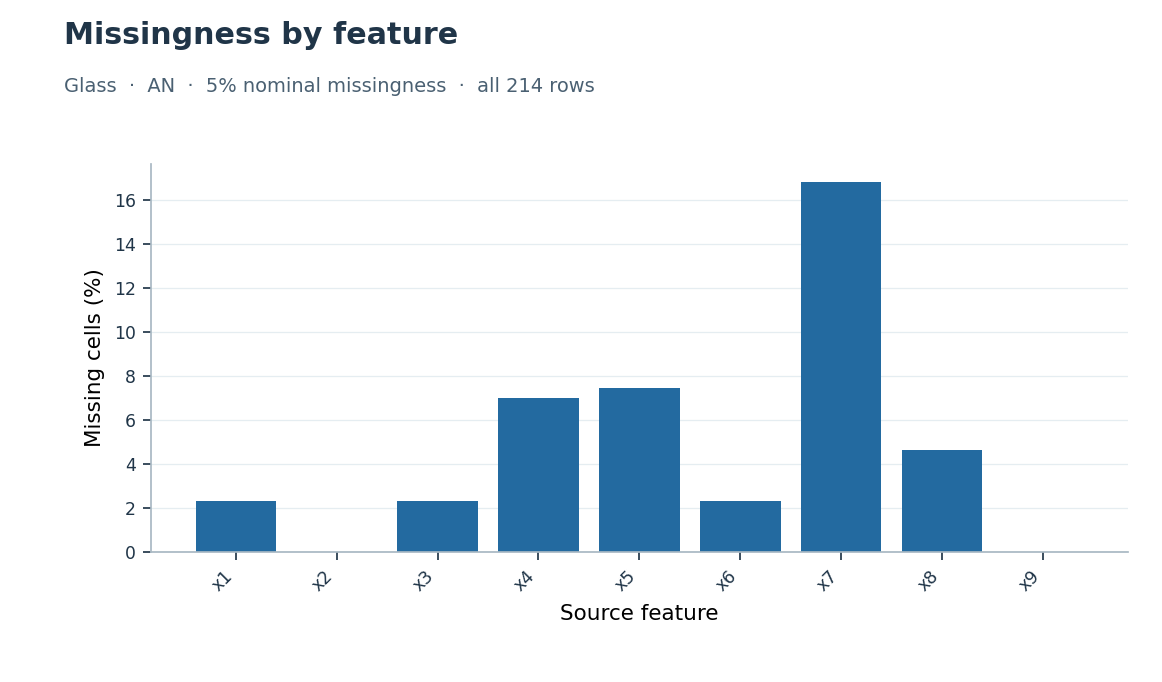 Missingness by feature
Glass · AN · 5% nominal missingness · all 214 rows
Missing cells (%)
16
14
12
10
8
6
4
2
0
x1 x2 x3 x4 x5 x6 x7 x8 x9
Source feature